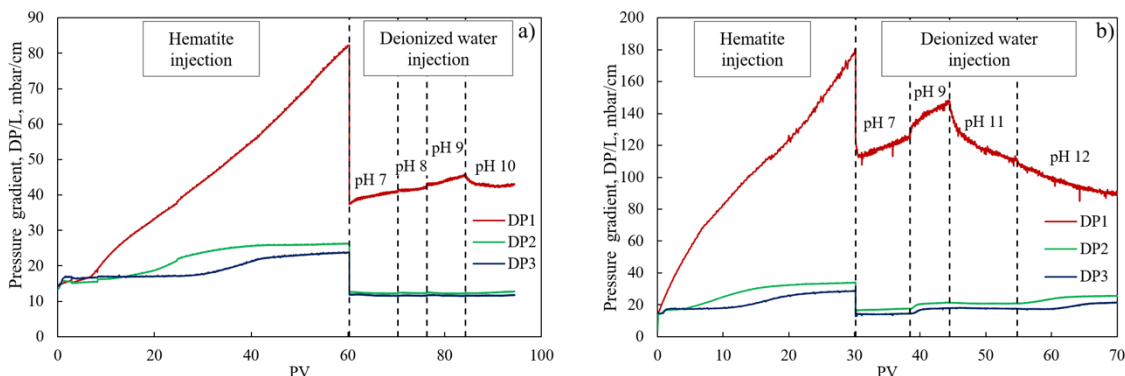 a)
Hematite
injection
Deionized water
injection
pH 7
pH 8
pH 9
pH 10
DP1
DP2
DP3
Pressure gradient, DP/L, mbar/cm
90
80
70
60
50
40
30
20
10
0
0
20
40
60
80
100
PV
b)
Hematite
injection
Deionized water
injection
pH 7
pH 9
pH 11
pH 12
DP1
DP2
DP3
Pressure gradient, DP/L, mbar/cm
200
180
160
140
120
100
80
60
40
20
0
0
10
20
30
40
50
60
70
PV